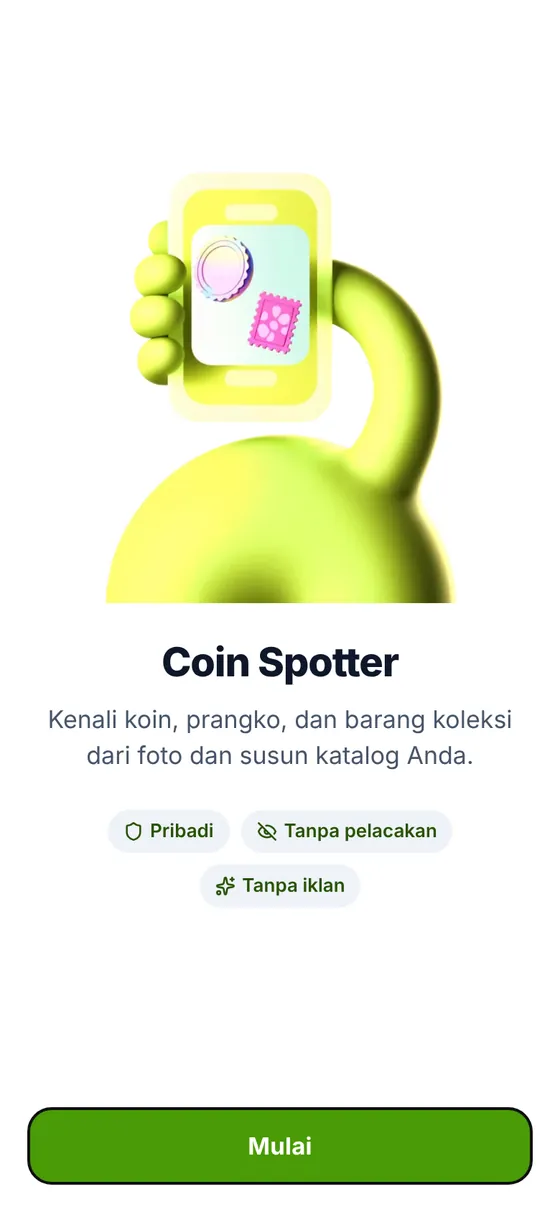 Coin Spotter
Kenali koin, prangko, dan barang koleksi
dari foto dan susun katalog Anda.
Pribadi
Tanpa pelacakan
Tanpa iklan
Mulai